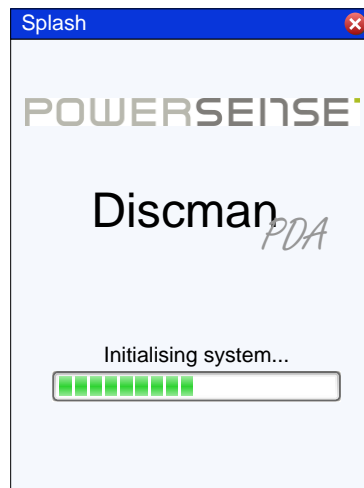 Splash
POWERSENSE
Discman
PDA
Initialising system...